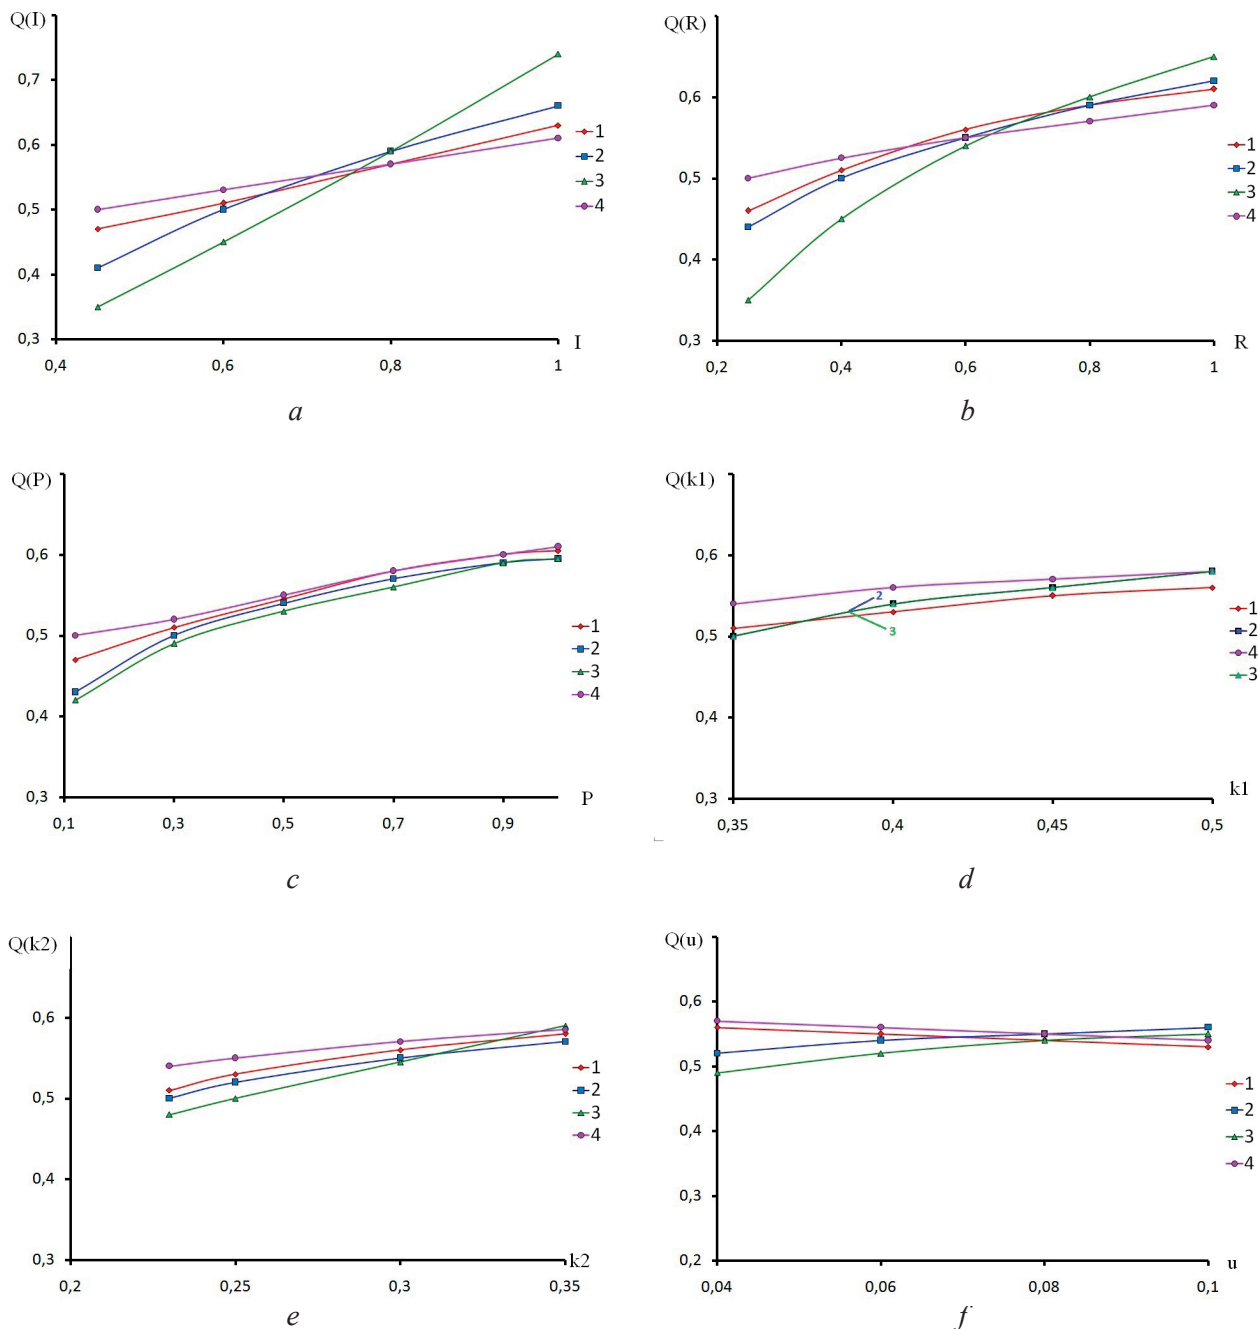 Q(I)
0,7
0,6
0,5
0,4
0,3
0,4 0,6 0,8 1
I
1
2
3
4
a
Q(R)
0,6
0,5
0,4
0,3
0,2 0,4 0,6 0,8 1
R
1
2
3
4
b
Q(P)
0,6
0,5
0,4
0,3
0,1 0,3 0,5 0,7 0,9
P
1
2
3
4
c
Q(k1)
0,6
0,5
0,4
0,3
0,35 0,4 0,45 0,5
k1
2
3
1
2
4
3
d
Q(k2)
0,6
0,5
0,4
0,3
0,2 0,25 0,3 0,35
k2
1
2
3
4
e
Q(u)
0,6
0,5
0,4
0,3
0,2
0,04 0,06 0,08 0,1
u
1
2
3
4
f